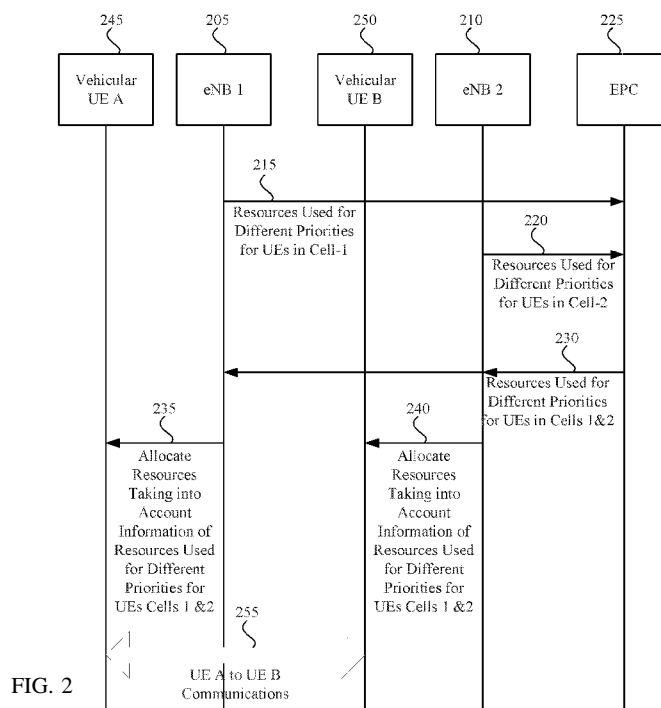 245
205
250
210
225
Vehicular
UE A
eNB 1
Vehicular
UE B
eNB 2
EPC
215
Resources Used for
Different Priorities
for UEs in Cell-1
220
Resources Used for
Different Priorities
for UEs in Cell-2
230
Resources Used for
Different Priorities
for UEs in Cells 1&2
235
Allocate
Resources
Taking into
Account
Information of
Resources Used
for Different
Priorities for
UEs Cells 1 &2
240
Allocate
Resources
Taking into
Account
Information of
Resources Used
for Different
Priorities for
UEs Cells 1 &2
255
UE A to UE B
Communications
FIG. 2